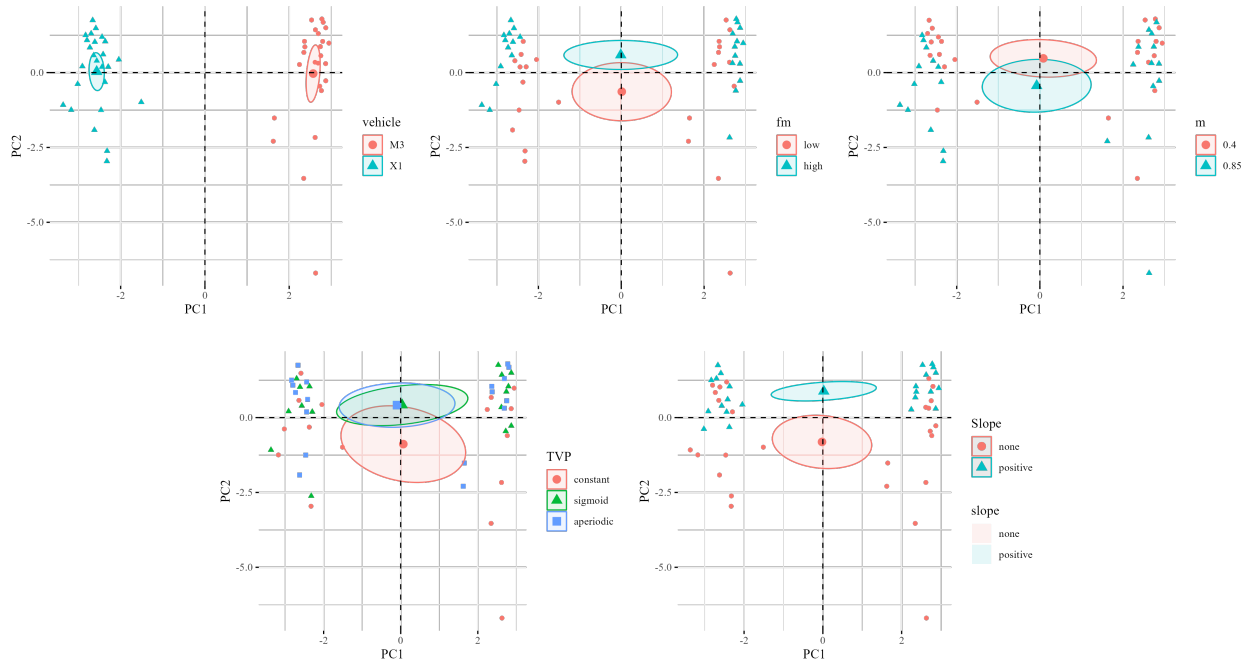 0.0
-2.5
-5.0
PC2
-2
0
2
PC1
vehicle
M3
X1
0.0
-2.5
-5.0
PC2
-2
0
2
PC1
fm
low
high
0.0
-2.5
-5.0
PC2
-2
0
2
PC1
m
0.4
0.85
0.0
-2.5
-5.0
PC2
-2
0
2
PC1
TVP
constant
sigmoid
aperiodic
0.0
-2.5
-5.0
PC2
-2
0
2
PC1
Slope
none
positive
slope
none
positive